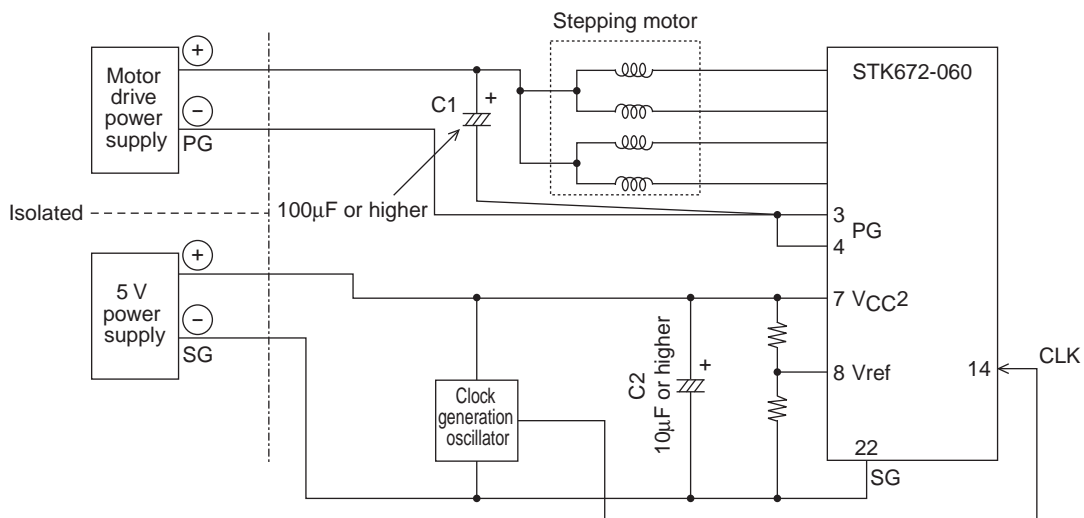 Stepping motor
+
Motor
drive
power
supply
−
PG
C1
+
STK672-060
Isolated
100μF or higher
3
PG
4
+
5 V
power
supply
−
SG
7 VCC2
8 Vref
14
CLK
Clock
generation
oscillator
C2
10μF or higher
+
22
SG